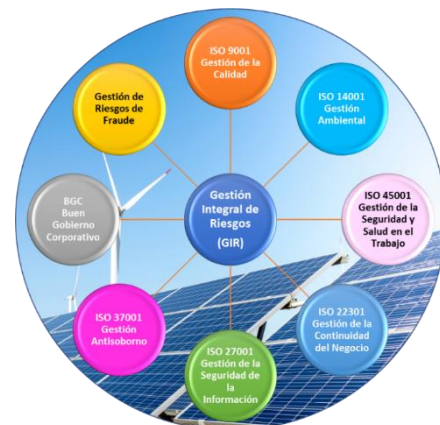 ISO 9001
Gestión de la
Calidad
ISO 14001
Gestión
Ambiental
ISO 45001
Gestión de la
Seguridad y
Salud en el
Trabajo
ISO 22301
Gestión de la
Continuidad
del Negocio
ISO 27001
Gestión de la
Seguridad de
la
Información
ISO 37001
Gestión
Antisoborno
BGC
Buen
Gobierno
Corporativo
Gestión de
Riesgos de
Fraude
Gestión
Integral de
Riesgos
(GIR)